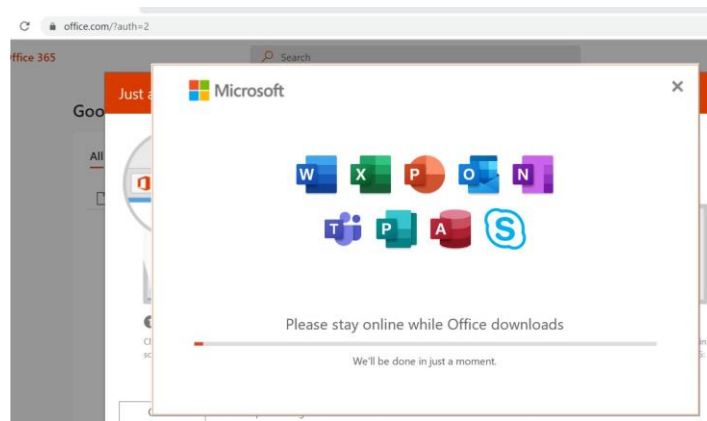 office.com/?auth=2
ffice 365
Search
Just a
Microsoft
Goo
All
W X P O N
T P A S
Please stay online while Office downloads
We'll be done in just a moment.